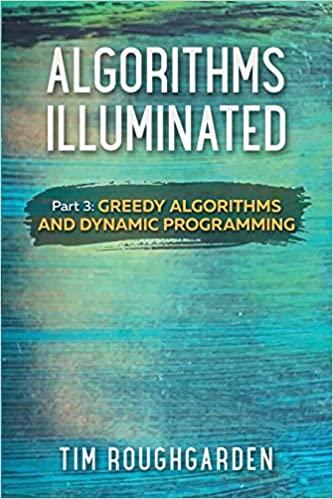 ALGORITHMS
ILLUMINATED
Part 3: GREEDY ALGORITHMS
AND DYNAMIC PROGRAMMING
TIM ROUGHGARDEN